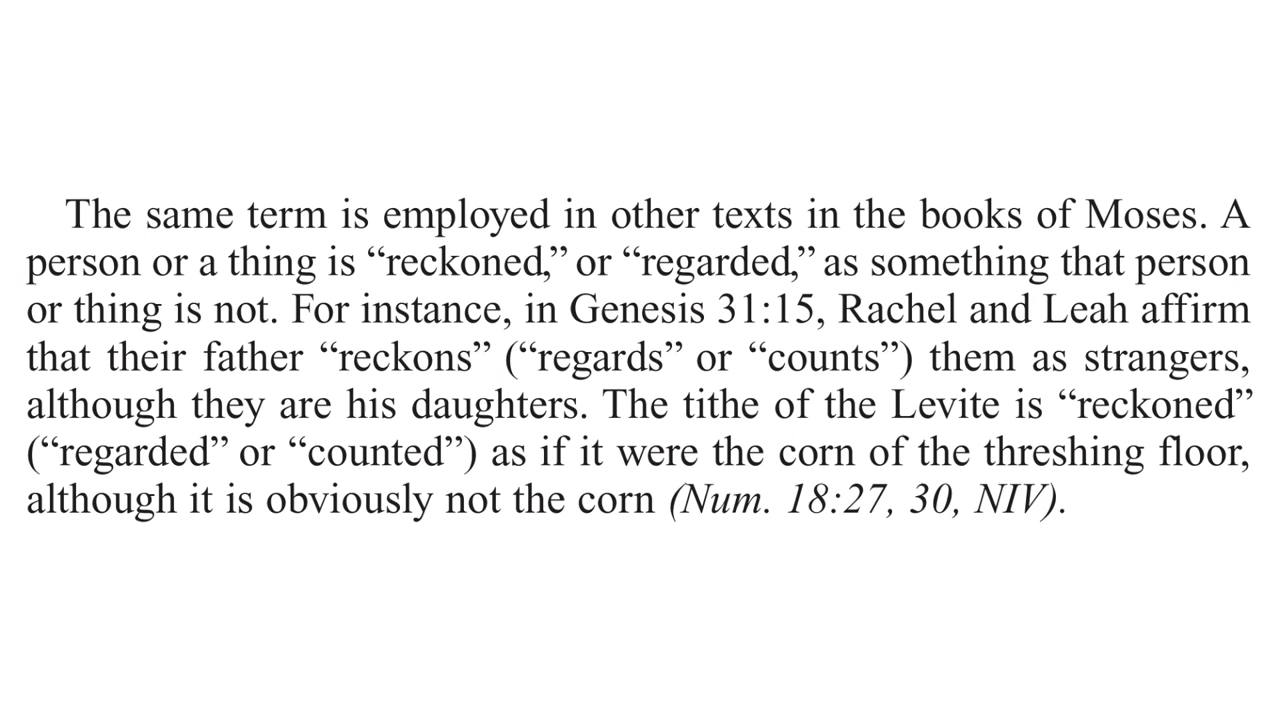 The same term is employed in other texts in the books of Moses. A
person or a thing is “reckoned,” or “regarded,” as something that person
or thing is not. For instance, in Genesis 31:15, Rachel and Leah affirm
that their father “reckons” (“regards” or “counts”) them as strangers,
although they are his daughters. The tithe of the Levite is “reckoned”
(“regarded” or “counted”) as if it were the corn of the threshing floor,
although it is obviously not the corn (Num. 18:27, 30, NIV).